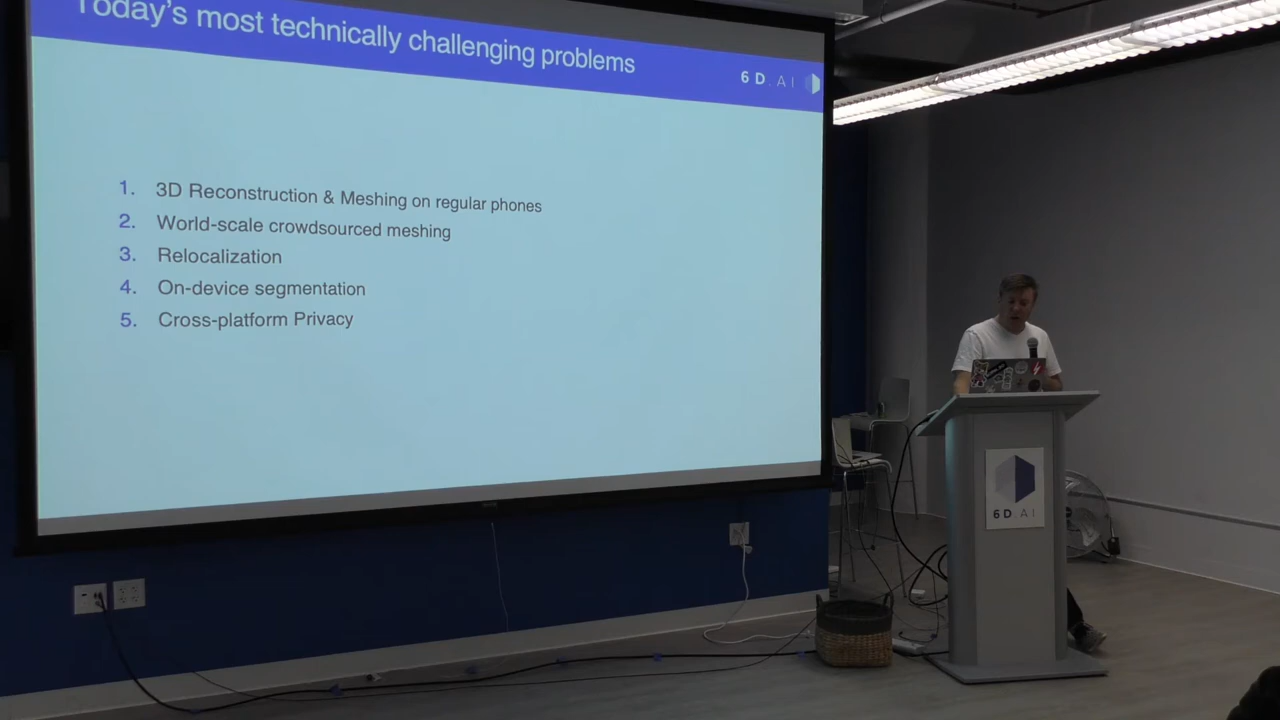 Today's most technically challenging problems
6D.AI
1. 3D Reconstruction & Meshing on regular phones
2. World-scale crowdsourced meshing
3. Relocalization
4. On-device segmentation
5. Cross-platform Privacy
6D.AI